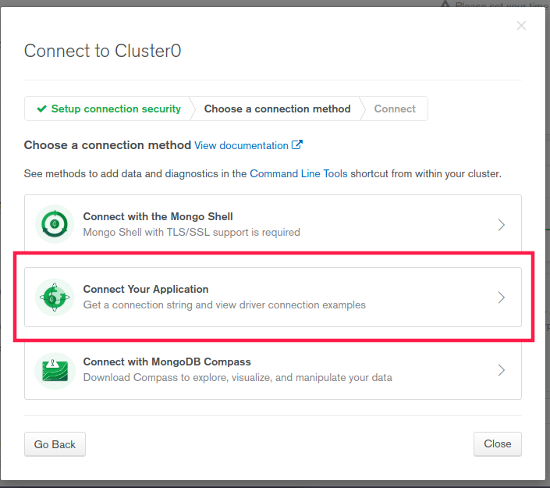 Please set your time
Connect to Cluster0
Setup connection security
Choose a connection method
Connect
Choose a connection method View documentation
See methods to add data and diagnostics in the Command Line Tools shortcut from within your cluster.
Connect with the Mongo Shell
Mongo Shell with TLS/SSL support is required
Connect Your Application
Get a connection string and view driver connection examples
Connect with MongoDB Compass
Download Compass to explore, visualize, and manipulate your data
Go Back
Close